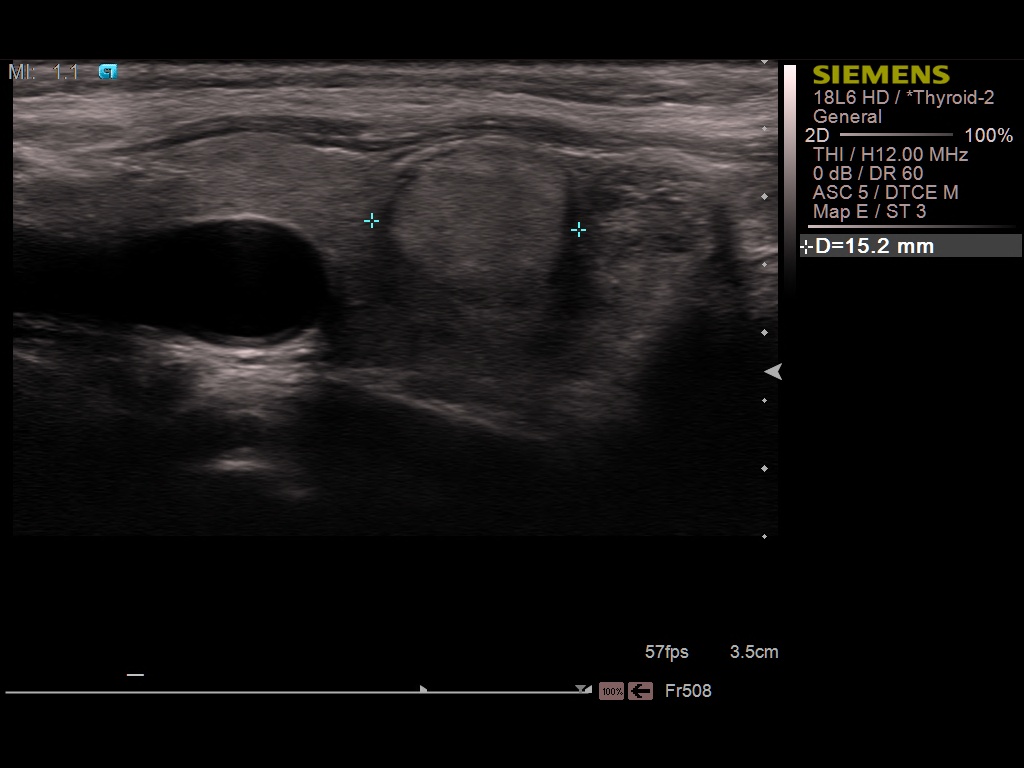 MI: 1.1
SIEMENS
18L6 HD / *Thyroid-2
General
2D 100%
THI / H12.00 MHz
0 dB / DR 60
ASC 5 / DTCE M
Map E / ST 3
D=15.2 mm
57fps 3.5cm
100% Fr508